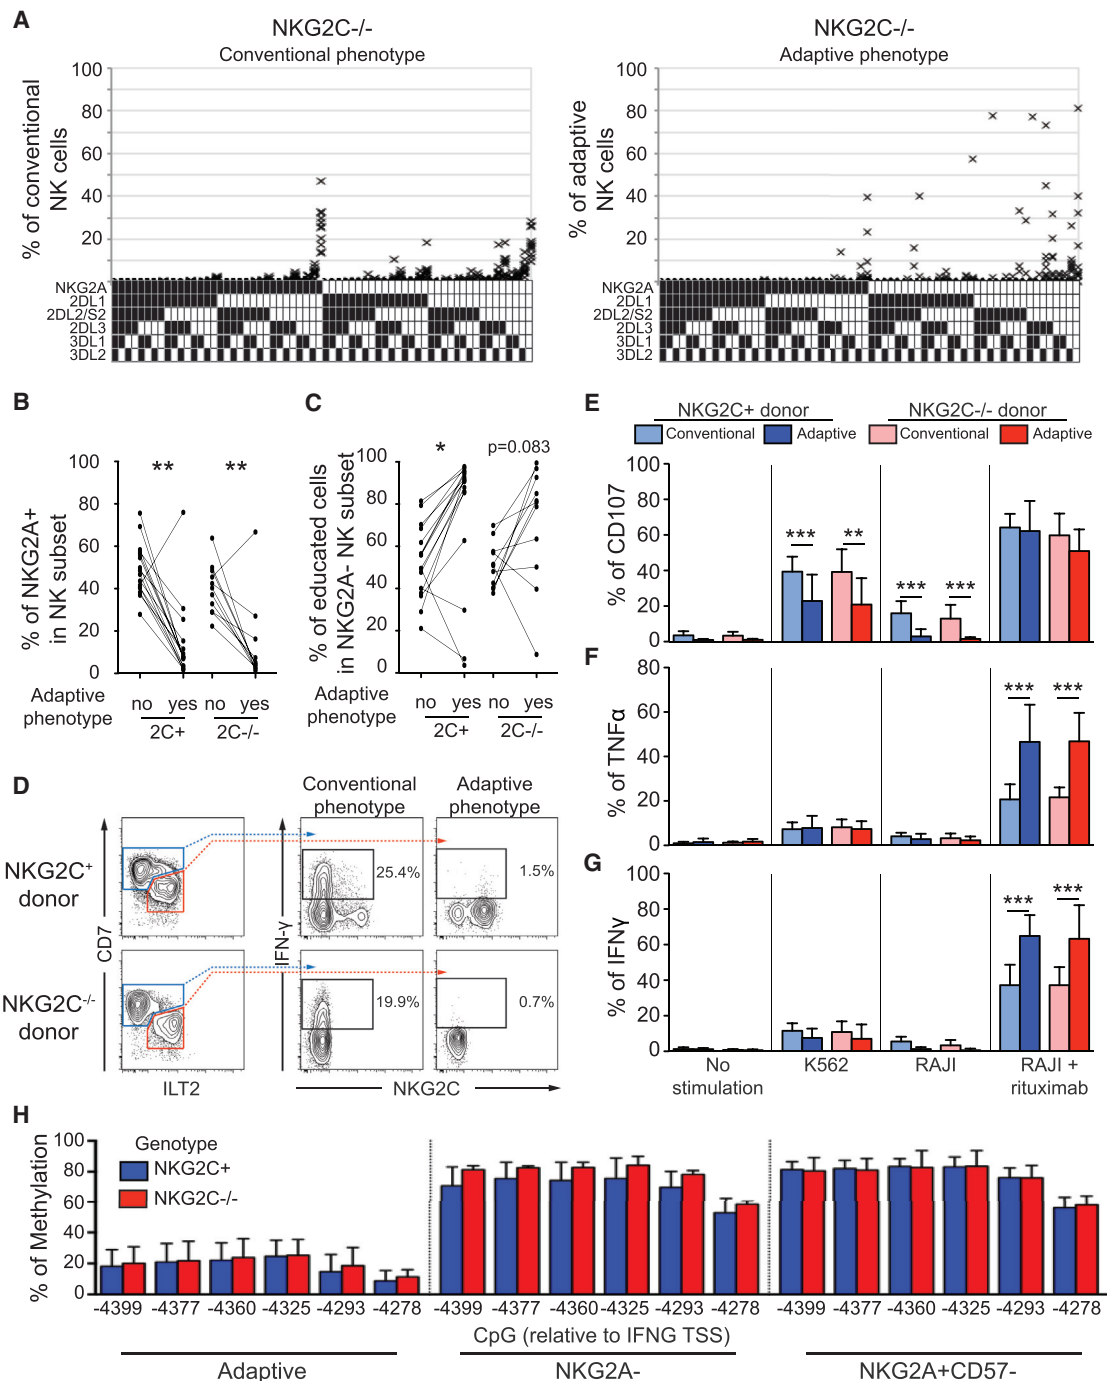 A
NKG2C-/-
Conventional phenotype
% of conventional
NK cells
100
80
60
40
20
NKG2A
2DL1
2DL2/S2
2DL3
3DL1
3DL2
NKG2C-/-
Adaptive phenotype
% of adaptive
NK cells
100
80
60
40
20
NKG2A
2DL1
2DL2/S2
2DL3
3DL1
3DL2
B
% of NKG2A+
in NK subset
100
80
60
40
20
0
** **
Adaptive
phenotype
no yes no yes
2C+ 2C-/-
C
% of educated cells
in NKG2A- NK subset
100
80
60
40
20
0
* p=0.083
Adaptive
phenotype
no yes no yes
2C+ 2C-/-
D
Conventional
phenotype
Adaptive
phenotype
NKG2C+
donor
25.4%
1.5%
NKG2C-/-
donor
19.9%
0.7%
CD7
IFN-γ
ILT2
NKG2C
E
NKG2C+ donor
NKG2C-/- donor
Conventional Adaptive Conventional Adaptive
% of CD107
100
80
60
40
20
0
*** **
*** ***
F
% of TNFα
80
60
40
20
0
*** ***
G
% of IFNγ
100
80
60
40
20
0
*** ***
No
stimulation
K562
RAJI
RAJI +
rituximab
H
% of Methylation
100
80
60
40
20
0
Genotype
NKG2C+
NKG2C-/-
-4399 -4377 -4360 -4325 -4293 -4278
-4399 -4377 -4360 -4325 -4293 -4278
-4399 -4377 -4360 -4325 -4293 -4278
CpG (relative to IFNG TSS)
Adaptive
NKG2A-
NKG2A+CD57-